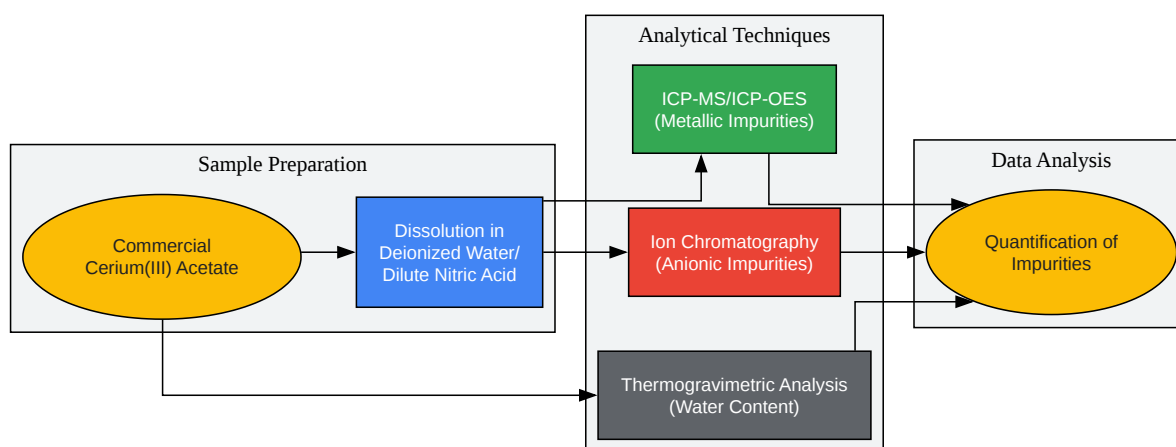 Sample Preparation
Commercial
Cerium(III) Acetate
Dissolution in
Deionized Water/
Dilute Nitric Acid
Analytical Techniques
ICP-MS/ICP-OES
(Metallic Impurities)
Ion Chromatography
(Anionic Impurities)
Thermogravimetric Analysis
(Water Content)
Data Analysis
Quantification of
Impurities